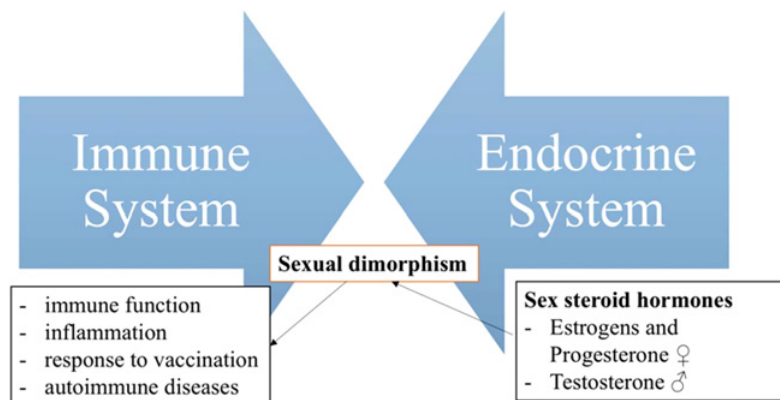 Immune
System
Endocrine
System
Sexual dimorphism
- immune function
- inflammation
- response to vaccination
- autoimmune diseases
Sex steroid hormones
- Estrogens and
Progesterone ♀
- Testosterone ♂